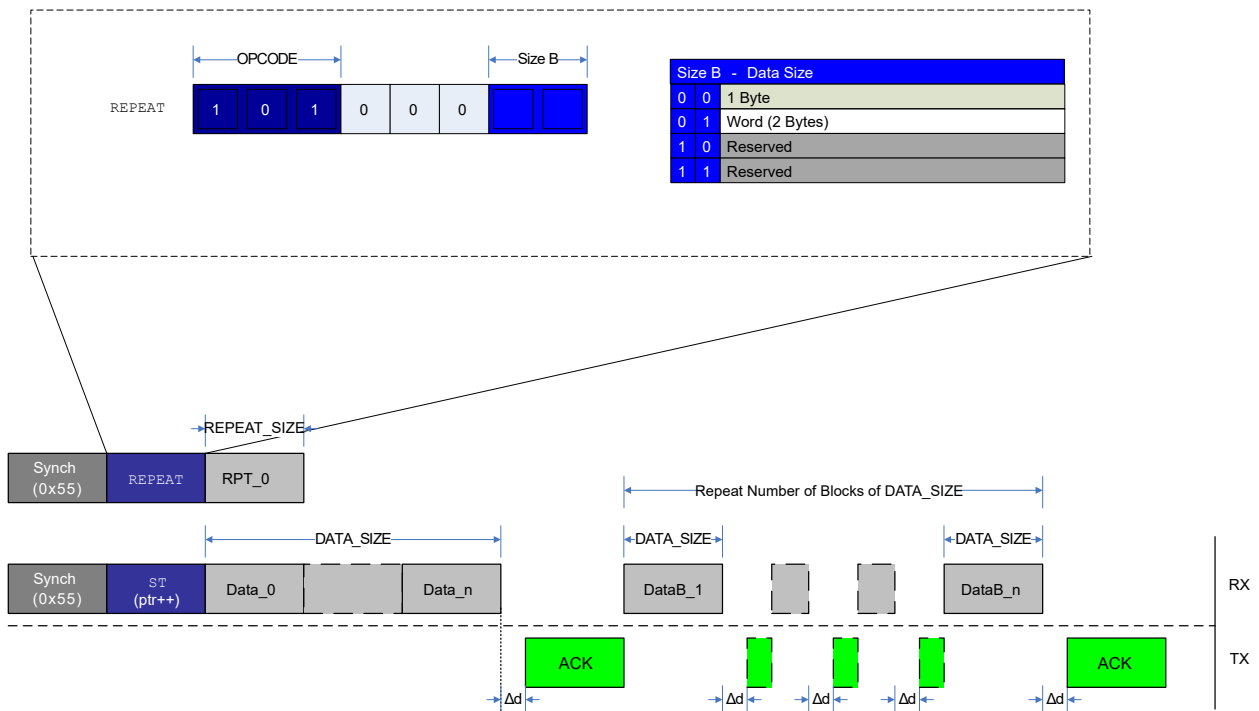 OPCODE
Size B
REPEAT
1 0 1 0 0 0
Size B - Data Size
0 0 1 Byte
0 1 Word (2 Bytes)
1 0 Reserved
1 1 Reserved
REPEAT_SIZE
Synch
(0x55)
REPEAT
RPT_0
Repeat Number of Blocks of DATA_SIZE
DATA_SIZE
DATA_SIZE
DATA_SIZE
Synch
(0x55)
ST
(ptr++)
Data_0
Data_n
DataB_1
DataB_n
RX
ACK
ACK
TX
Δd
Δd
Δd
Δd
Δd